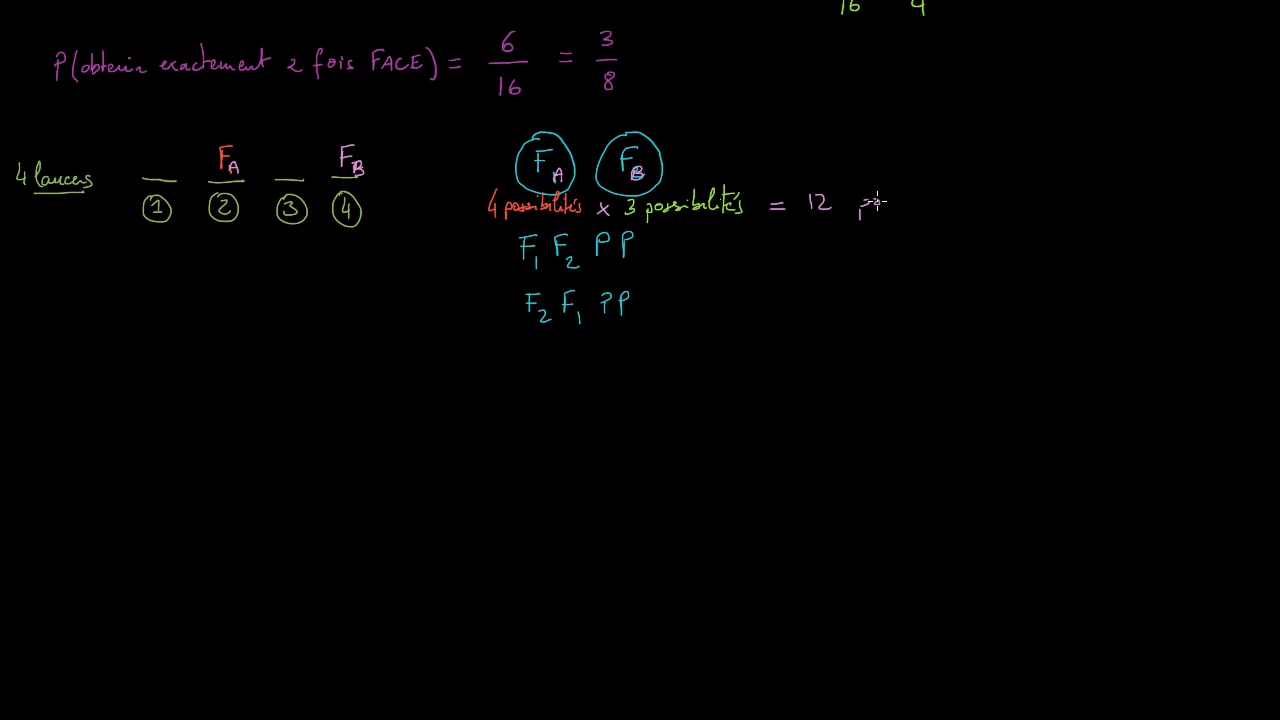 16 4
P(obtenir exactement 2 fois FACE) = 6/16 = 3/8
4 lancers F_A F_B
1 2 3 4
F_A F_B
4 possibilités × 3 possibilités = 12
F_1 F_2 P P
F_2 F_1 P P